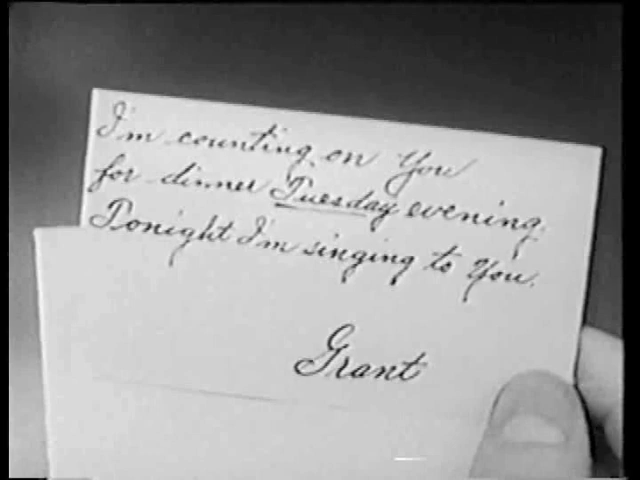 I'm counting on You
for dinner Tuesday evening.
Tonight I'm singing to You.
Grant